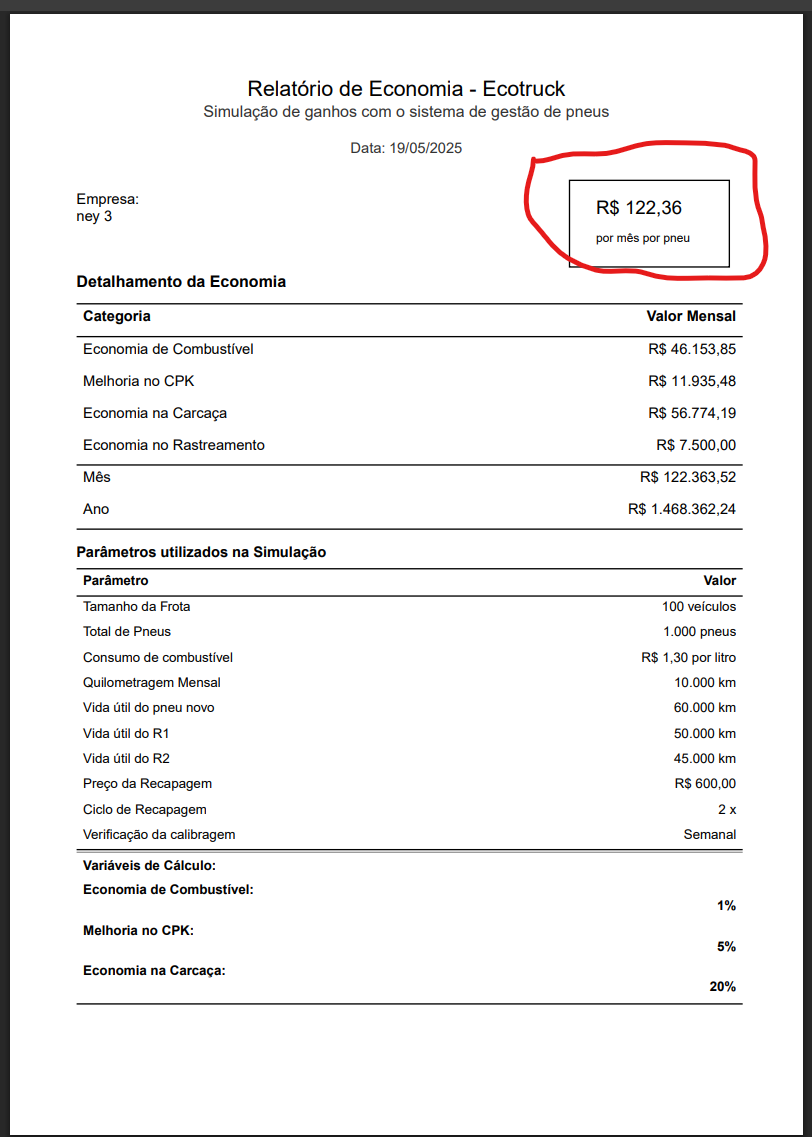 Relatório de Economia - Ecotruck
Simulação de ganhos com o sistema de gestão de pneus
Data: 19/05/2025
Empresa:
ney 3
R$ 122,36
por mês por pneu
Detalhamento da Economia
Categoria Valor Mensal
Economia de Combustível R$ 46.153,85
Melhoria no CPK R$ 11.935,48
Economia na Carcaça R$ 56.774,19
Economia no Rastreamento R$ 7.500,00
Mês R$ 122.363,52
Ano R$ 1.468.362,24
Parâmetros utilizados na Simulação
Parâmetro Valor
Tamanho da Frota 100 veículos
Total de Pneus 1.000 pneus
Consumo de combustível R$ 1,30 por litro
Quilometragem Mensal 10.000 km
Vida útil do pneu novo 60.000 km
Vida útil do R1 50.000 km
Vida útil do R2 45.000 km
Preço da Recapagem R$ 600,00
Ciclo de Recapagem 2 x
Verificação da calibragem Semanal
Variáveis de Cálculo:
Economia de Combustível:
1%
Melhoria no CPK:
5%
Economia na Carcaça:
20%